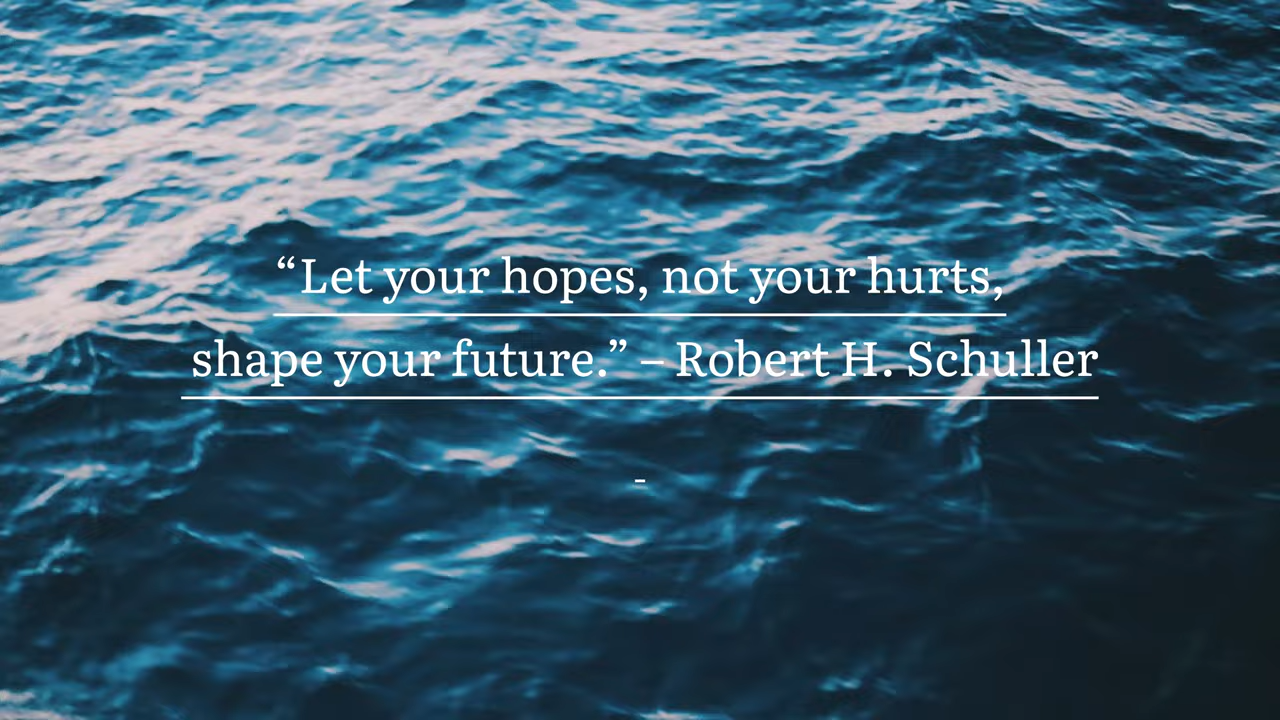 “Let your hopes, not your hurts,
shape your future.” – Robert H. Schuller
-